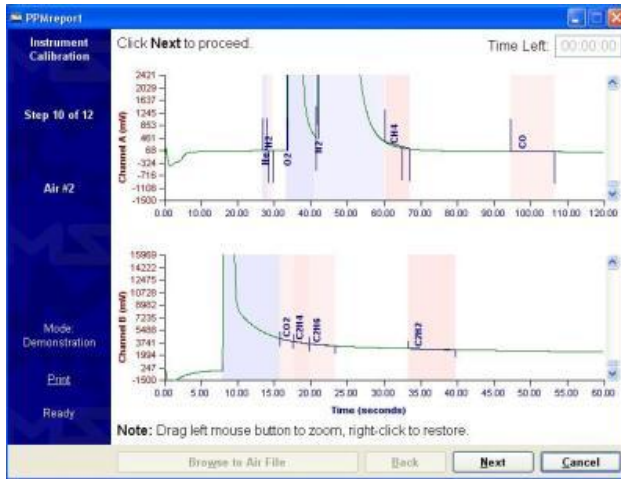 PPMreport
Instrument
Calibration
Step 10 of 12
Air #2
Mode:
Demonstration
Print
Ready
Click Next to proceed.
Time Left: 00:00:00
Channel A (mW)
2421
2029
1637
1245
853
461
68
-324
-716
-1108
-1500
He
H2
O2
N2
CH4
CO
0.00 10.00 20.00 30.00 40.00 50.00 60.00 70.00 80.00 90.00 100.00 110.00 120.00
Channel B (mW)
15969
14222
12475
10728
8982
7235
5488
3741
1994
247
-1500
CO2
C2H4
C2H6
C2H2
0.00 5.00 10.00 15.00 20.00 25.00 30.00 35.00 40.00 45.00 50.00 55.00 60.00
Time (seconds)
Note: Drag left mouse button to zoom, right-click to restore.
Browse to Air File
Back
Next
Cancel